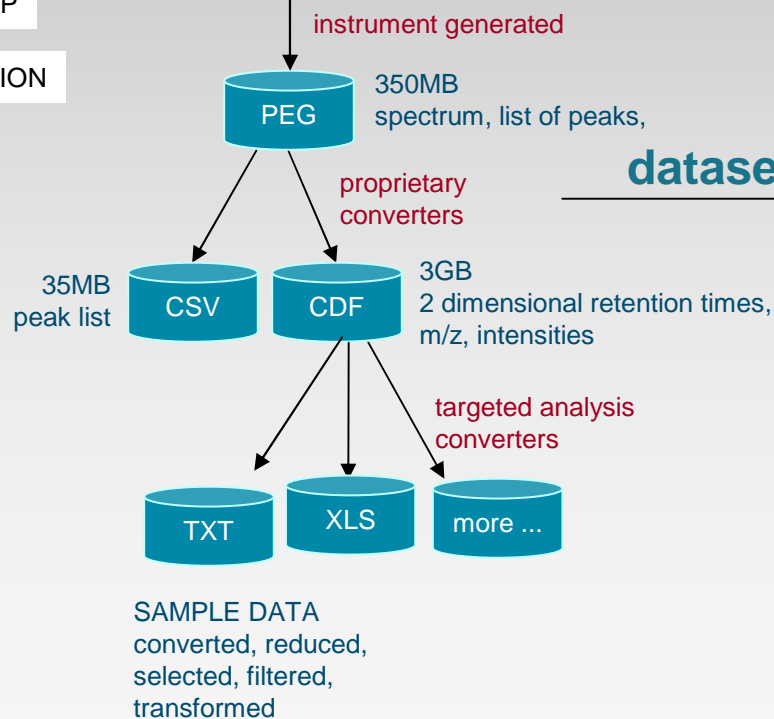 P
ION
instrument generated
PEG
350MB
spectrum, list of peaks,
datase
proprietary
converters
35MB
peak list
CSV
CDF
3GB
2 dimensional retention times,
m/z, intensities
targeted analysis
converters
TXT
XLS
more ...
SAMPLE DATA
converted, reduced,
selected, filtered,
transformed